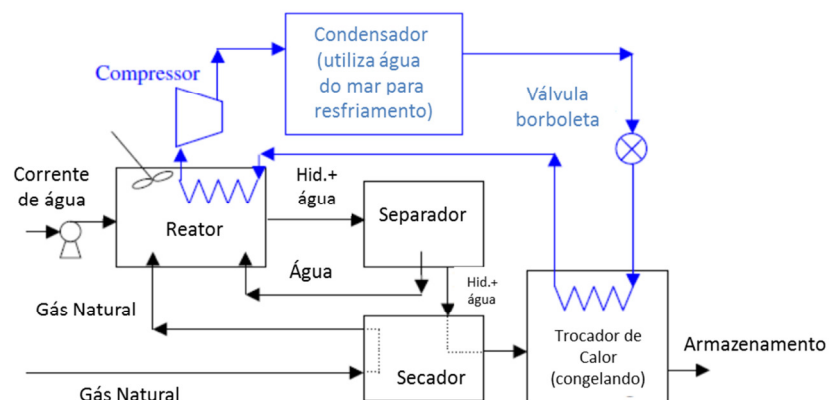 Condensador
(utiliza água
do mar para
resfriamento)
Compressor
Válvula
borboleta
Corrente
de água
Hid.+
água
Reator
Separador
Água
Hid.+
água
Gás Natural
Trocador de
Calor
(congelando)
Armazenamento
Secador
Gás Natural